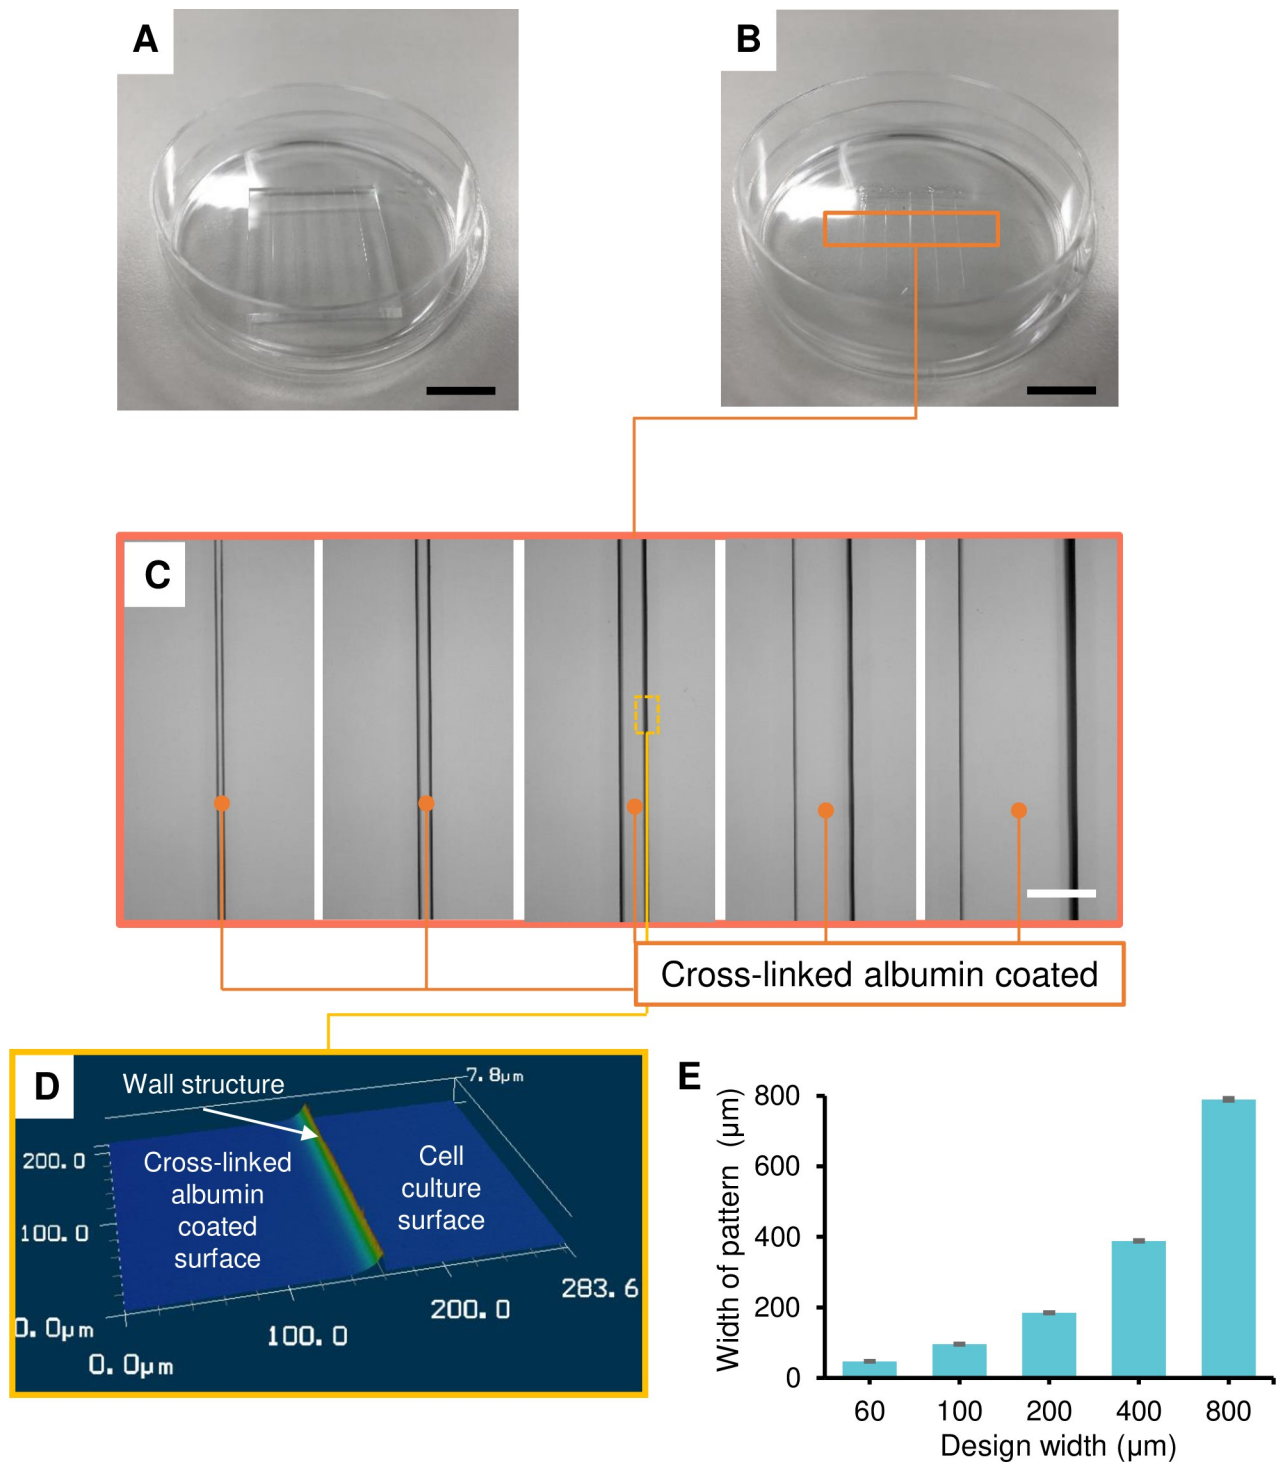 A
B
C
Cross-linked albumin coated
D
Wall structure
7.8μm
200.0
100.0
0.0μm
Cross-linked
albumin
coated
surface
Cell
culture
surface
0.0μm
100.0
200.0
283.6
E
Width of pattern (μm)
800
600
400
200
0
60
100
200
400
800
Design width (μm)